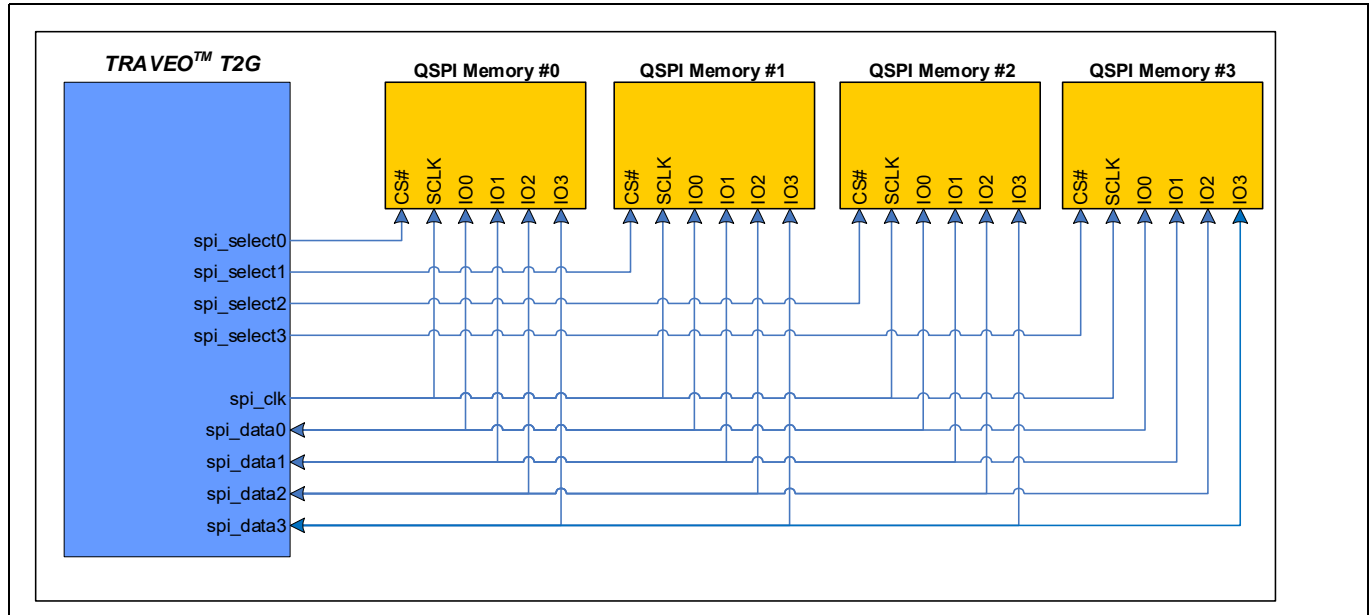 TRAVEO™ T2G
QSPI Memory #0
QSPI Memory #1
QSPI Memory #2
QSPI Memory #3
CS#
SCLK
IO0
IO1
IO2
IO3
CS#
SCLK
IO0
IO1
IO2
IO3
CS#
SCLK
IO0
IO1
IO2
IO3
CS#
SCLK
IO0
IO1
IO2
IO3
spi_select0
spi_select1
spi_select2
spi_select3
spi_clk
spi_data0
spi_data1
spi_data2
spi_data3